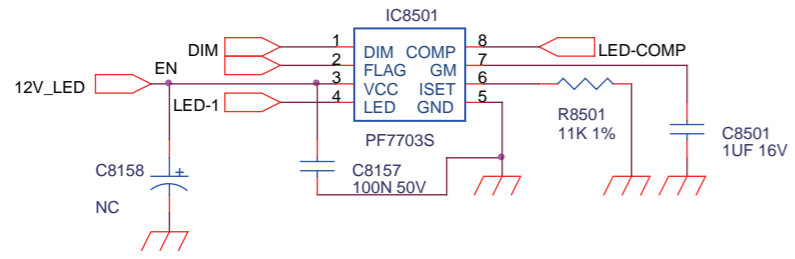 IC8501
DIM
1
DIM
COMP
8
LED-COMP
EN
2
FLAG
GM
7
12V_LED
3
VCC
ISET
6
LED-1
4
LED
GND
5
R8501
11K 1%
PF7703S
C8501
1UF 16V
C8158
C8157
100N 50V
NC